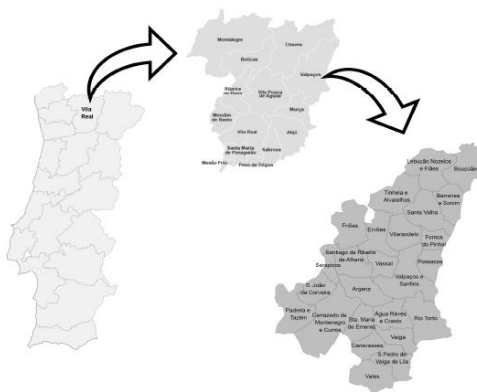 Vila
Real
Montalegre
Chaves
Boticas
Valpaços
Ribeira
de Pena
Vila Pouca
de Aguiar
Mondim
de Basto
Murça
Vila Real
Alijó
Santa Marta
de Penaguião
Sabrosa
Mesão Frio
Peso da Régua
Lebução Nozelos
e Fiães
Bouçoães
Tinhela e
Alvarelhos
Barreiros
e Sonim
Santa Valha
Friões
Ervões
Vilarandelo
Fornos
do Pinhal
Santiago da Ribeira
de Alhariz
Possacos
Serapicos
Vassal
Valpaços e
Sanfins
S. João
da Corveira
Argeriz
Padrela e
Tazém
Carrazedo de
Montenegro
e Curros
Sta. Maria
de Emeres
Água Revés
e Crasto
Rio Torto
Veiga
Canaveses
S.Pedro de
Veiga de Lila
Vales